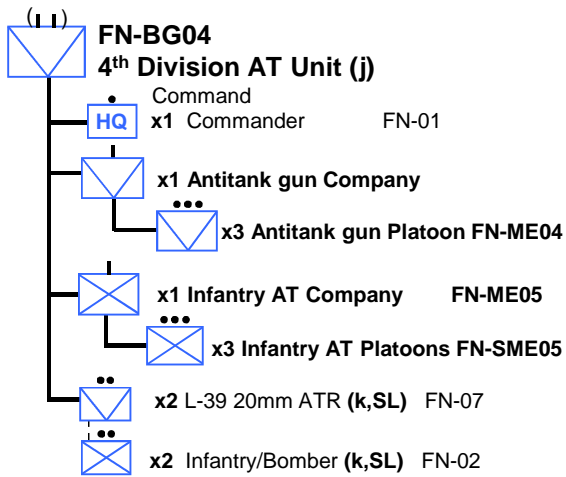 FN-BG04
4th Division AT Unit (j)
Command
HQ x1 Commander FN-01
x1 Antitank gun Company
x3 Antitank gun Platoon FN-ME04
x1 Infantry AT Company FN-ME05
x3 Infantry AT Platoons FN-SME05
x2 L-39 20mm ATR (k,SL) FN-07
x2 Infantry/Bomber (k,SL) FN-02